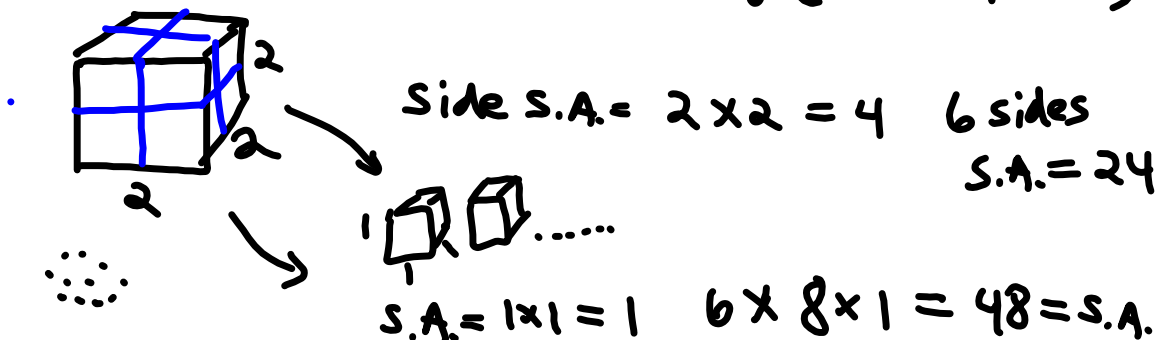 2
Side S.A.= 2 x 2 = 4 6 sides
2
S.A.= 24
2
1
1
S.A.= 1x1 = 1 6 x 8 x 1 = 48 = S.A.